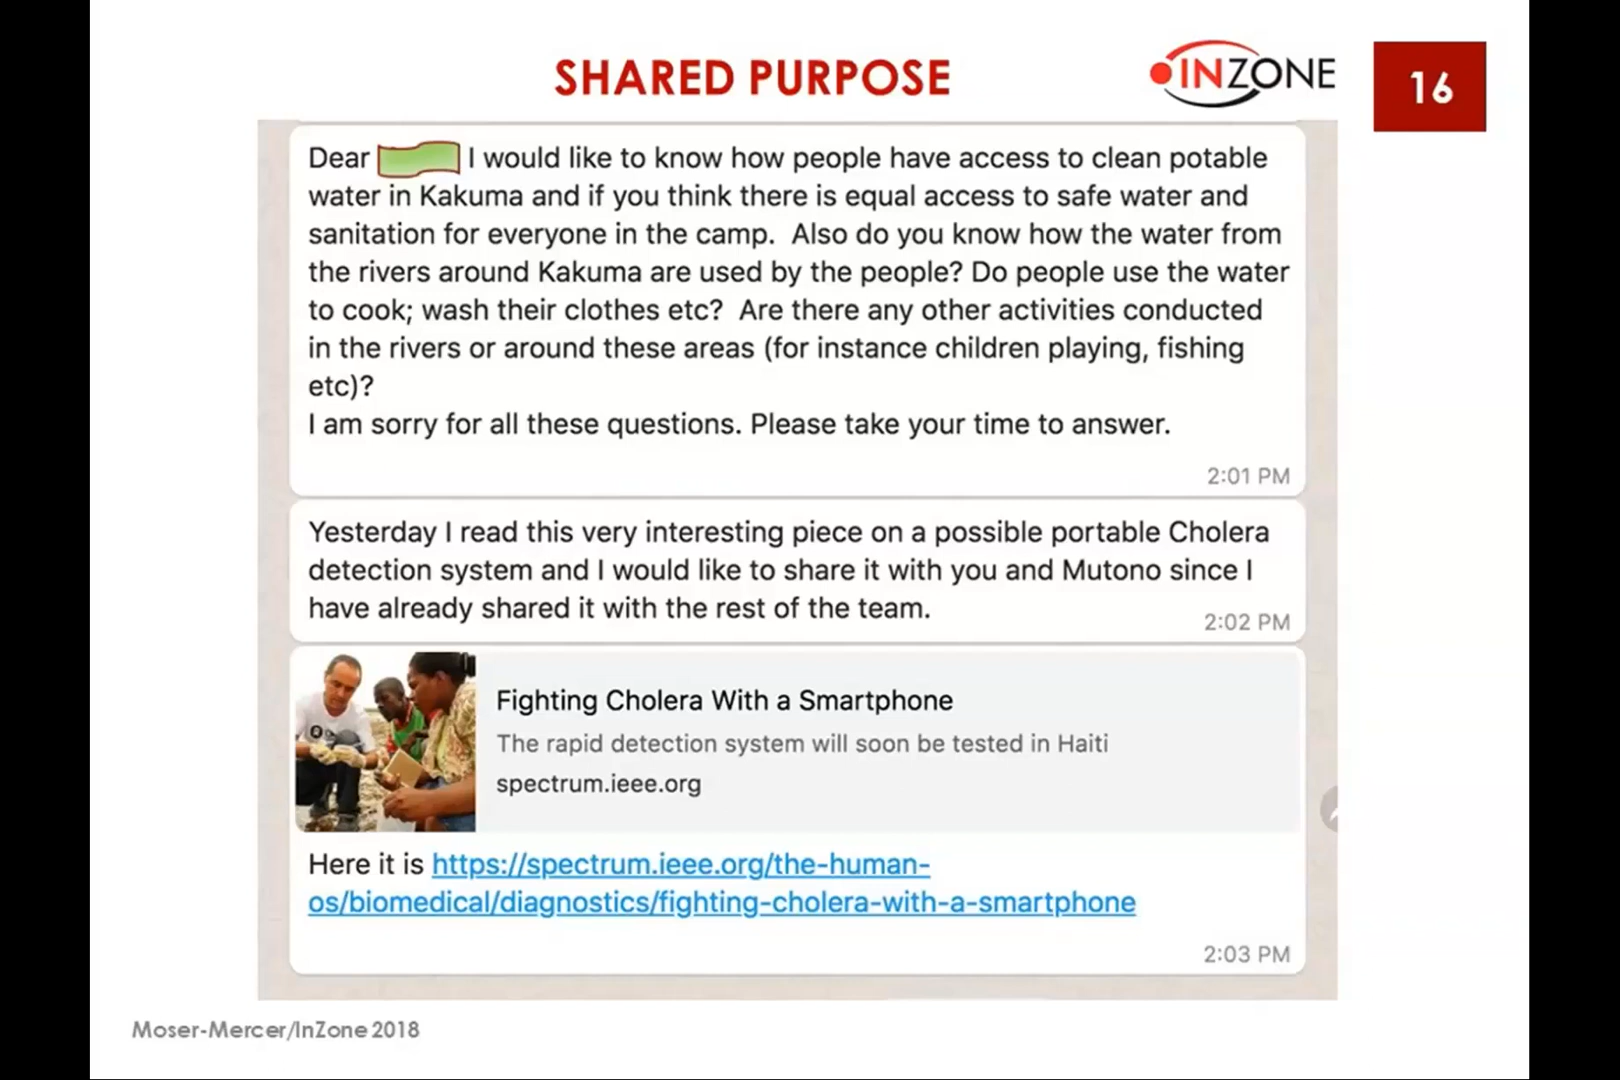 SHARED PURPOSE
INZONE
16
Dear I would like to know how people have access to clean potable
water in Kakuma and if you think there is equal access to safe water and
sanitation for everyone in the camp.  Also do you know how the water from
the rivers around Kakuma are used by the people? Do people use the water
to cook; wash their clothes etc?  Are there any other activities conducted
in the rivers or around these areas (for instance children playing, fishing
etc)?
I am sorry for all these questions. Please take your time to answer.
2:01 PM
Yesterday I read this very interesting piece on a possible portable Cholera
detection system and I would like to share it with you and Mutono since I
have already shared it with the rest of the team.
2:02 PM
Fighting Cholera With a Smartphone
The rapid detection system will soon be tested in Haiti
spectrum.ieee.org
Here it is https://spectrum.ieee.org/the-human-
os/biomedical/diagnostics/fighting-cholera-with-a-smartphone
2:03 PM
Moser-Mercer/InZone 2018